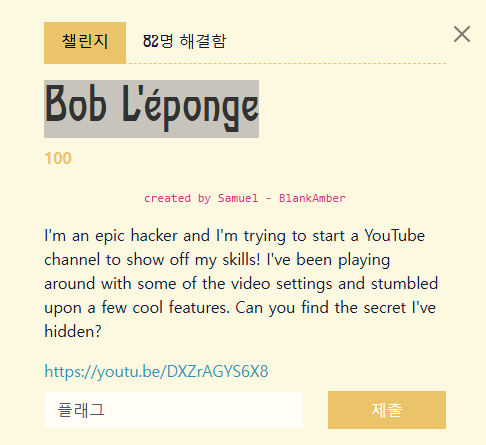 챌린지
82명 해결함
Bob L'éponge
100
created by Samuel - BlankAmber
I'm an epic hacker and I'm trying to start a YouTube
channel to show off my skills! I've been playing
around with some of the video settings and stumbled
upon a few cool features. Can you find the secret I've
hidden?
https://youtu.be/DXZrAGYS6X8
플래그
제출